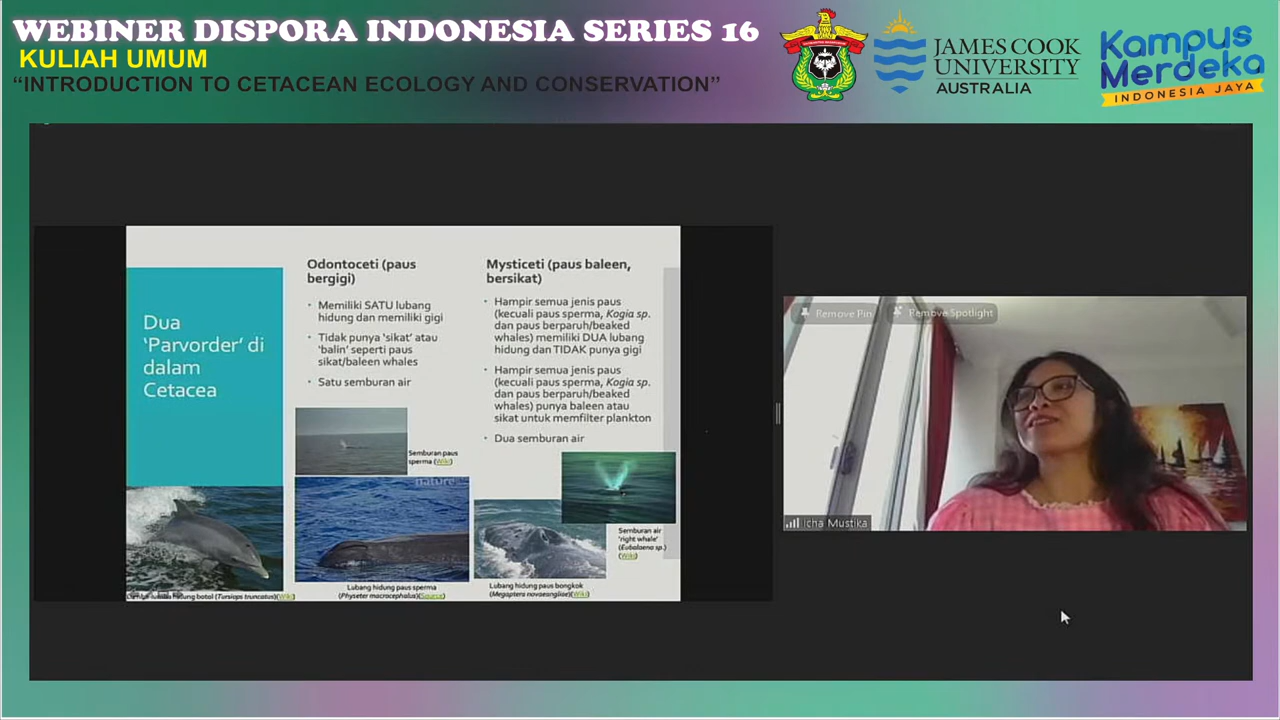 WEBINER DISPORA INDONESIA SERIES 16
KULIAH UMUM
“INTRODUCTION TO CETACEAN ECOLOGY AND CONSERVATION”
JAMES COOK
UNIVERSITY
AUSTRALIA
Kampus
Merdeka
INDONESIA JAYA
Dua
‘Parvorder’ di
dalam
Cetacea
Odontoceti (paus
bergigi)
• Memiliki SATU lubang
hidung dan memiliki gigi
• Tidak punya ‘sikat’ atau
‘balin’ seperti paus
sikat/baleen whales
• Satu semburan air
Semburan paus
sperma (Wiki)
nature
Lubang hidung paus sperma
(Physeter macrocephalus)(Source)
Mysticeti (paus baleen,
bersikat)
• Hampir semua jenis paus
(kecuali paus sperma, Kogia sp.
dan paus berparuh/beaked
whales) memiliki DUA lubang
hidung dan TIDAK punya gigi
• Hampir semua jenis paus
(kecuali paus sperma, Kogia sp.
dan paus berparuh/beaked
whales) punya baleen atau
sikat untuk memfilter plankton
• Dua semburan air
Semburan air
‘right whale’
(Eubalaena sp.)
(Wiki)
Lubang hidung paus bongkok
(Megaptera novaeangliae)(Wiki)
hidung botol (Tursiops truncatus)(Wiki)
Remove Pin
Remove Spotlight
Icha Mustika